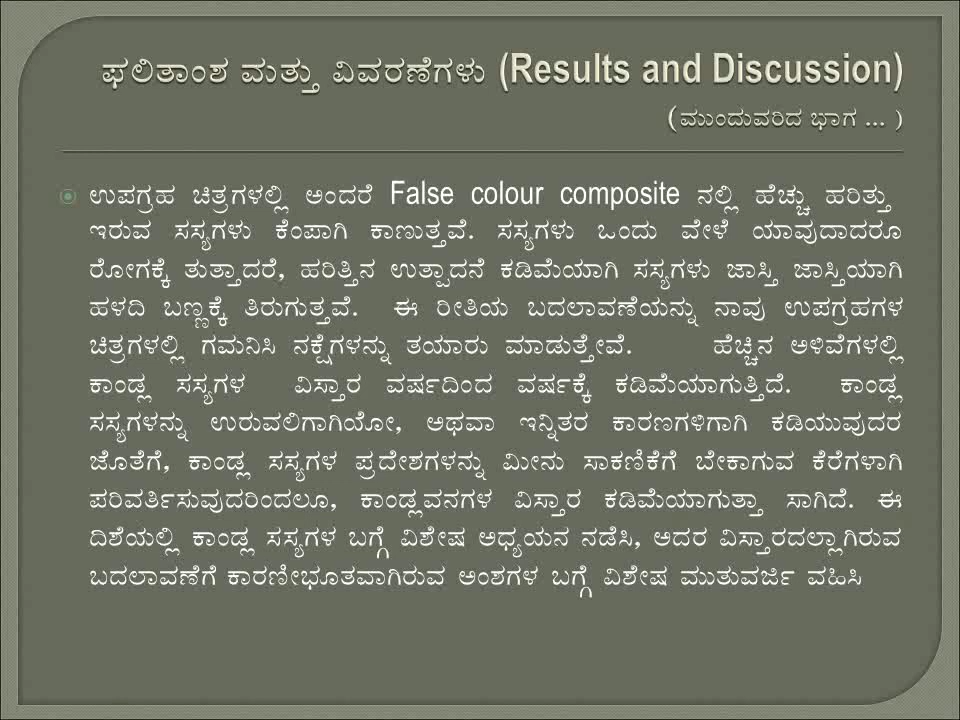 ಫಲಿತಾಂಶ ಮತ್ತು ವಿವರಣೆಗಳು (Results and Discussion)
(ಮುಂದುವರಿದ ಭಾಗ ... )
ಉಪಗ್ರಹ ಚಿತ್ರಗಳಲ್ಲಿ ಅಂದರೆ False colour composite ನಲ್ಲಿ ಹೆಚ್ಚು ಹರಿತ್ತು
ಇರುವ ಸಸ್ಯಗಳು ಕೆಂಪಾಗಿ ಕಾಣುತ್ತವೆ. ಸಸ್ಯಗಳು ಒಂದು ವೇಳೆ ಯಾವುದಾದರೂ
ರೋಗಕ್ಕೆ ತುತ್ತಾದರೆ, ಹರಿತ್ತಿನ ಉತ್ಪಾದನೆ ಕಡಿಮೆಯಾಗಿ ಸಸ್ಯಗಳು ಜಾಸ್ತಿ ಜಾಸ್ತಿಯಾಗಿ
ಹಳದಿ ಬಣ್ಣಕ್ಕೆ ತಿರುಗುತ್ತವೆ. ಈ ರೀತಿಯ ಬದಲಾವಣೆಯನ್ನು ನಾವು ಉಪಗ್ರಹಗಳ
ಚಿತ್ರಗಳಲ್ಲಿ ಗಮನಿಸಿ ನಕ್ಷೆಗಳನ್ನು ತಯಾರು ಮಾಡುತ್ತೇವೆ. ಹೆಚ್ಚಿನ ಅಳಿವೆಗಳಲ್ಲಿ
ಕಾಂಡ್ಲ ಸಸ್ಯಗಳ ವಿಸ್ತಾರ ವರ್ಷದಿಂದ ವರ್ಷಕ್ಕೆ ಕಡಿಮೆಯಾಗುತ್ತಿದೆ. ಕಾಂಡ್ಲ
ಸಸ್ಯಗಳನ್ನು ಉರುವಲಿಗಾಗಿಯೋ, ಅಥವಾ ಇನ್ನಿತರ ಕಾರಣಗಳಿಗಾಗಿ ಕಡಿಯುವುದರ
ಜೊತೆಗೆ, ಕಾಂಡ್ಲ ಸಸ್ಯಗಳ ಪ್ರದೇಶಗಳನ್ನು ಮೀನು ಸಾಕಣಿಕೆಗೆ ಬೇಕಾಗುವ ಕೆರೆಗಳಾಗಿ
ಪರಿವರ್ತಿಸುವುದರಿಂದಲೂ, ಕಾಂಡ್ಲವನಗಳ ವಿಸ್ತಾರ ಕಡಿಮೆಯಾಗುತ್ತಾ ಸಾಗಿದೆ. ಈ
ದಿಶೆಯಲ್ಲಿ ಕಾಂಡ್ಲ ಸಸ್ಯಗಳ ಬಗ್ಗೆ ವಿಶೇಷ ಅಧ್ಯಯನ ನಡೆಸಿ, ಅದರ ವಿಸ್ತಾರದಲ್ಲಾಗಿರುವ
ಬದಲಾವಣೆಗೆ ಕಾರಣೀಭೂತವಾಗಿರುವ ಅಂಶಗಳ ಬಗ್ಗೆ ವಿಶೇಷ ಮುತುವರ್ಜಿ ವಹಿಸಿ